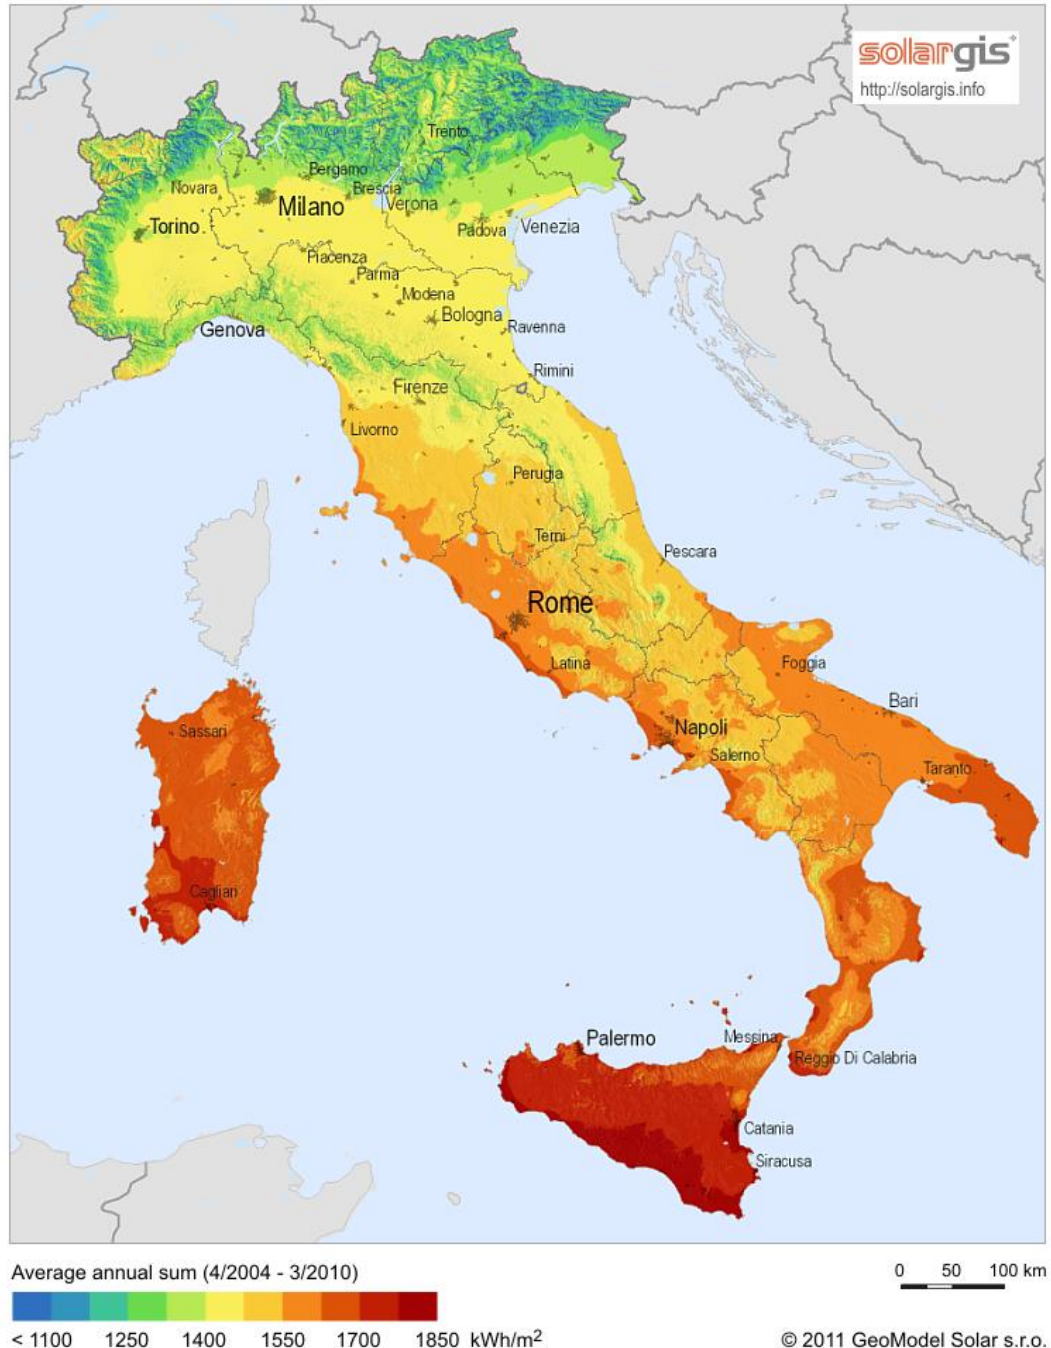 solargis
http://solargis.info
Trento
Bergamo
Novara
Brescia
Milano
Verona
Torino
Padova
Venezia
Piacenza
Parma
Modena
Bologna
Genova
Ravenna
Rimini
Firenze
Livorno
Perugia
Terni
Pescara
Rome
Latina
Foggia
Bari
Sassari
Napoli
Salerno
Taranto
Cagliari
Palermo
Messina
Reggio Di Calabria
Catania
Siracusa
Average annual sum (4/2004 - 3/2010)
0 50 100 km
< 1100 1250 1400 1550 1700 1850 kWh/m²
© 2011 GeoModel Solar s.r.o.